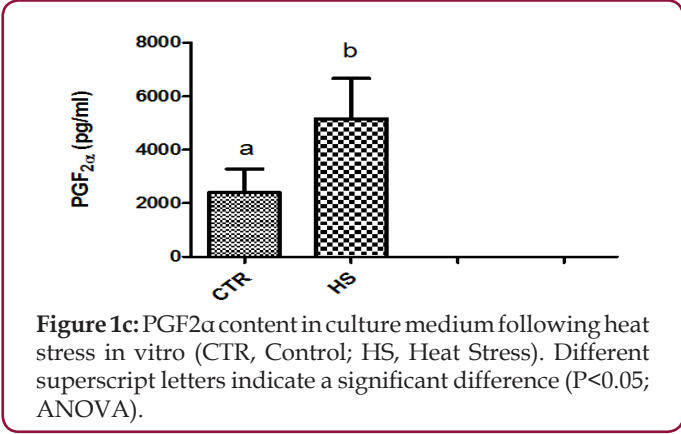 8000
6000
4000
2000
0
PGF2α (pg/ml)
a
b
CTR
HS
Figure 1c: PGF2α content in culture medium following heat
stress in vitro (CTR, Control; HS, Heat Stress). Different
superscript letters indicate a significant difference (P<0.05;
ANOVA).